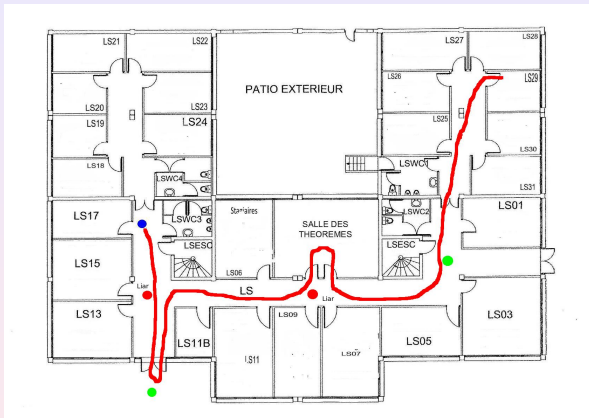 LS21
LS22
LS27
LS28
LS20
LS23
PATIO EXTERIEUR
LS26
LS29
LS19
LS24
LS25
LS30
LS18
LSWC4
LSWC1
LS31
LS17
LSWC3
Stagiaires
SALLE DES
THEOREMES
LSWC2
LS01
LSESC
LSESC
LS15
LS06
Liar
LS
Liar
LS13
LS11B
LS11
LS09
LS07
LS05
LS03